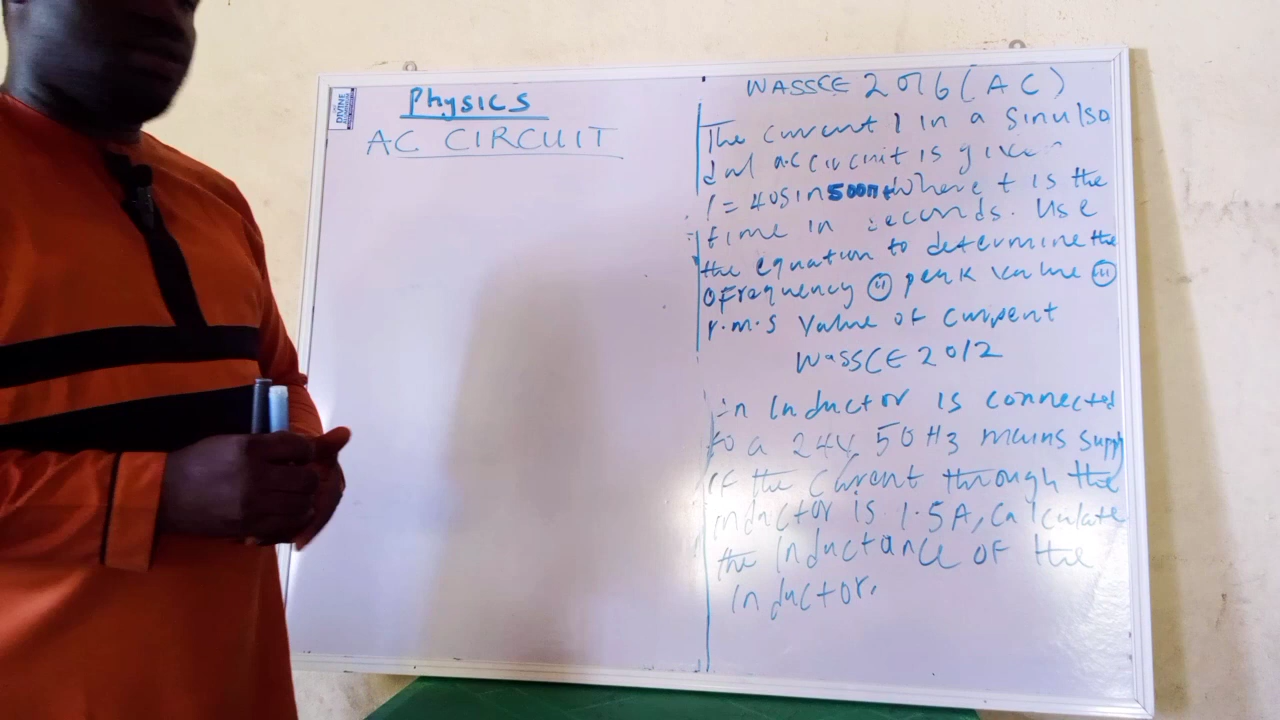 DIVINE
Physics
AC CIRCUIT
WASSCE 2016 (AC)
The current I in a Sinulso
dal a.c circuit is given
I = 40sin500πt Where t is the
time in seconds. Use
the equation to determine the
frequency (ii) peak value (iii)
r.m.s Value of Current
WASSCE 2012
An Inductor is connected
to a 24V, 50Hz mains supply
If the Current through the
inductor is 1.5A, Calculate
the Inductance OF the
Inductor.